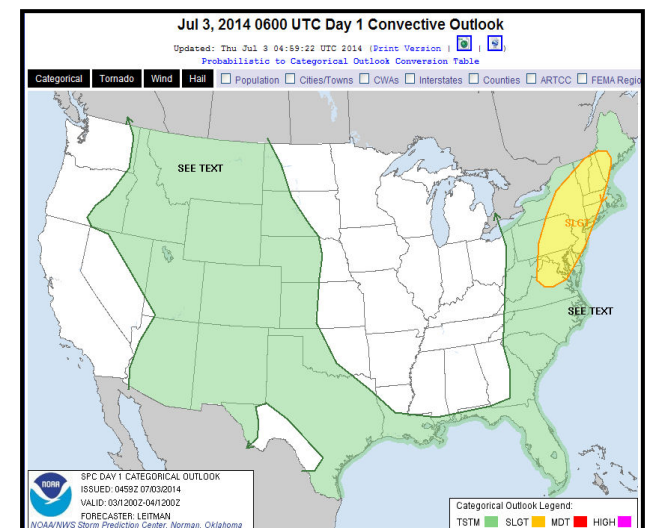 Jul 3, 2014 0600 UTC Day 1 Convective Outlook
Updated: Thu Jul 3 04:59:22 UTC 2014 (Print Version | | )
Probabilistic to Categorical Outlook Conversion Table
Categorical Tornado Wind Hail Population Cities/Towns CWAs Interstates Counties ARTCC FEMA Regio
SEE TEXT
SLGT
SEE TEXT
NOAA
SPC DAY 1 CATEGORICAL OUTLOOK
ISSUED: 0459Z 07/03/2014
VALID: 03/1200Z-04/1200Z
FORECASTER: LEITMAN
NOAA/NWS Storm Prediction Center, Norman, Oklahoma
Categorical Outlook Legend:
TSTM SLGT MDT HIGH